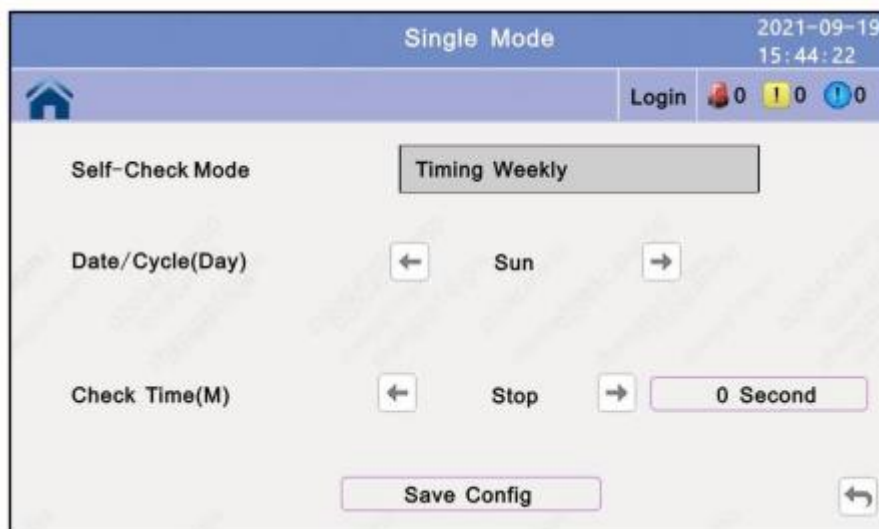 Single Mode
2021-09-19
15:44:22
Login 0 0 0
Self-Check Mode Timing Weekly
Date/Cycle(Day) Sun
Check Time(M) Stop 0 Second
Save Config